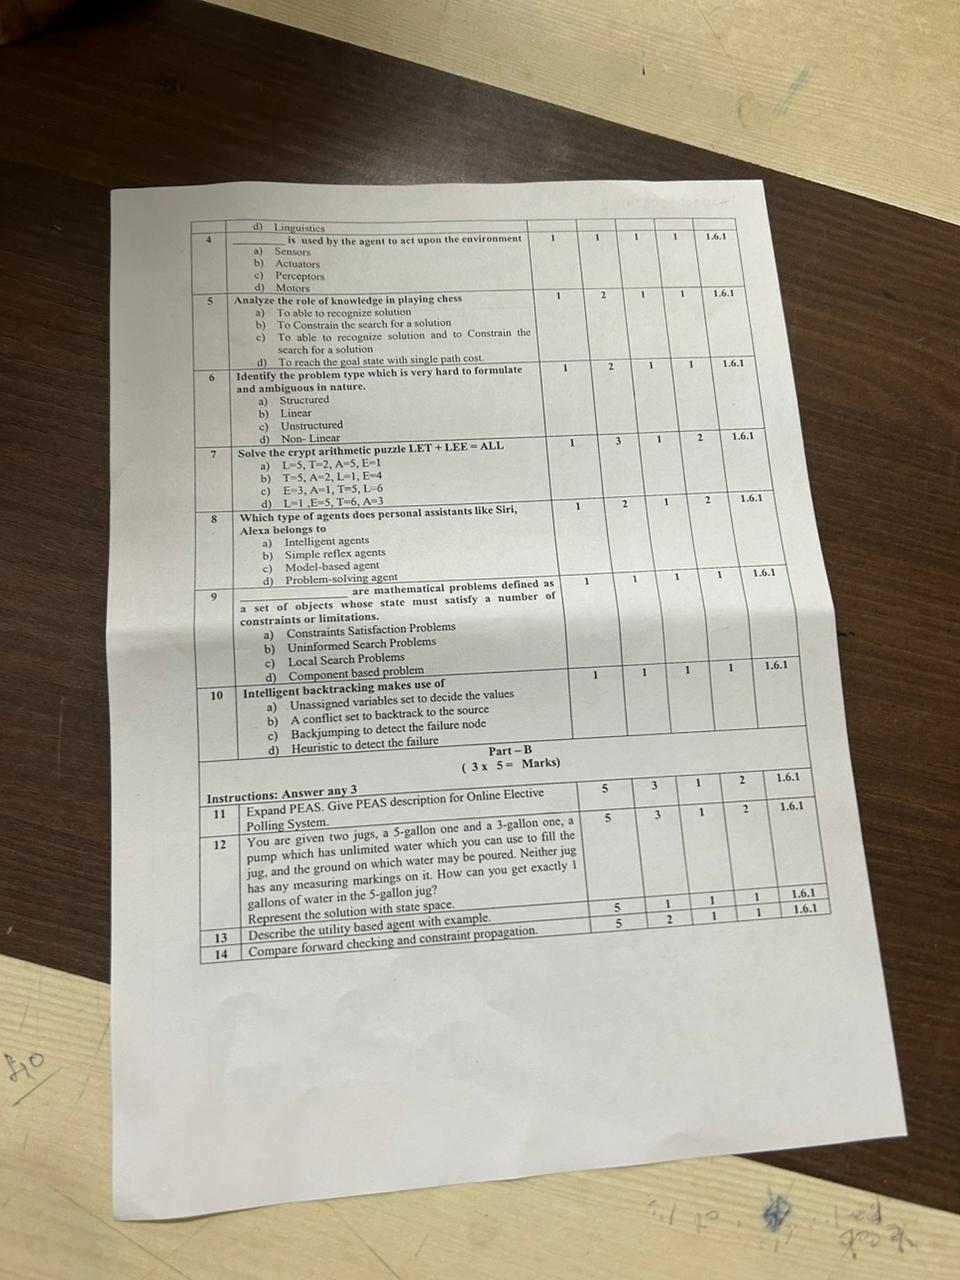 d) Linguistics
4 ________ is used by the agent to act upon the environment 1 1 1 1 1.6.1
a) Sensors
b) Actuators
c) Perceptors
d) Motors
5 Analyze the role of knowledge in playing chess 1 2 1 1 1.6.1
a) To able to recognize solution
b) To Constrain the search for a solution
c) To able to recognize solution and to Constrain the
search for a solution
d) To reach the goal state with single path cost.
6 Identify the problem type which is very hard to formulate 1 2 1 1 1.6.1
and ambiguous in nature.
a) Structured
b) Linear
c) Unstructured
d) Non- Linear
7 Solve the crypt arithmetic puzzle LET + LEE = ALL 1 3 1 2 1.6.1
a) L=5, T=2, A=5, E=1
b) T=5, A=2, L=1, E=4
c) E=3, A=1, T=5, L=6
d) L=1 ,E=5, T=6, A=3
8 Which type of agents does personal assistants like Siri, 1 2 1 2 1.6.1
Alexa belongs to
a) Intelligent agents
b) Simple reflex agents
c) Model-based agent
d) Problem-solving agent
9 ________________ are mathematical problems defined as 1 1 1 1 1.6.1
a set of objects whose state must satisfy a number of
constraints or limitations.
a) Constraints Satisfaction Problems
b) Uninformed Search Problems
c) Local Search Problems
d) Component based problem
10 Intelligent backtracking makes use of 1 1 1 1 1.6.1
a) Unassigned variables set to decide the values
b) A conflict set to backtrack to the source
c) Backjumping to detect the failure node
d) Heuristic to detect the failure
Part – B
( 3 x 5 = Marks)
Instructions: Answer any 3
11 Expand PEAS. Give PEAS description for Online Elective 5 3 1 2 1.6.1
Polling System.
12 You are given two jugs, a 5-gallon one and a 3-gallon one, a 5 3 1 2 1.6.1
pump which has unlimited water which you can use to fill the
jug, and the ground on which water may be poured. Neither jug
has any measuring markings on it. How can you get exactly 1
gallons of water in the 5-gallon jug?
Represent the solution with state space.
13 Describe the utility based agent with example. 5 1 1 1 1.6.1
14 Compare forward checking and constraint propagation. 5 2 1 1 1.6.1